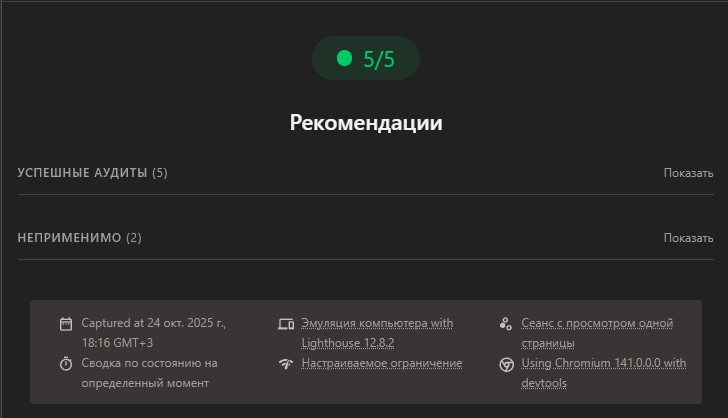 5/5
Рекомендации
УСПЕШНЫЕ АУДИТЫ (5) Показать
НЕПРИМЕНИМО (2) Показать
Captured at 24 окт. 2025 г.,
18:16 GMT+3
Эмуляция компьютера with
Lighthouse 12.8.2
Сеанс с просмотром одной
страницы
Сводка по состоянию на
определенный момент
Настраиваемое ограничение
Using Chromium 141.0.0.0 with
devtools